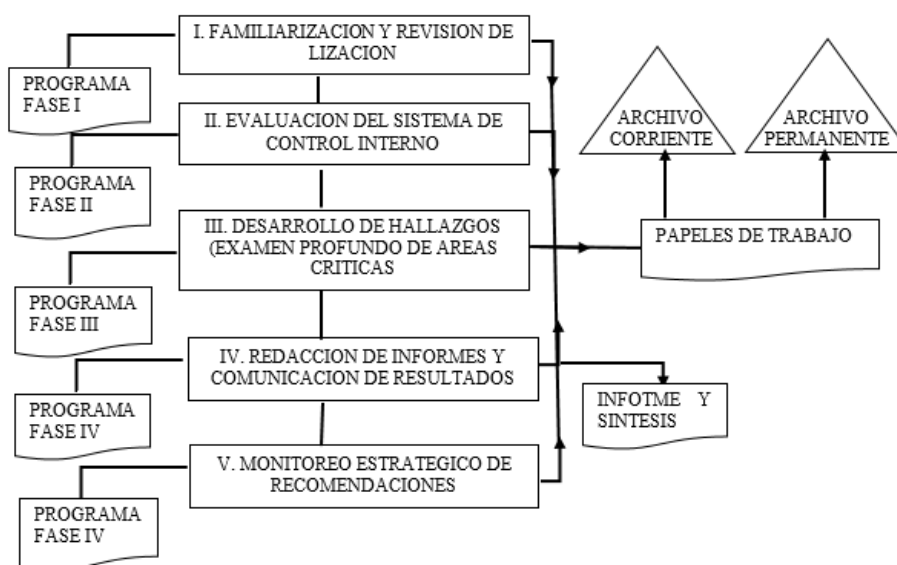 I. FAMILIARIZACION Y REVISION DE
LIZACION
PROGRAMA
FASE I
II. EVALUACION DEL SISTEMA DE
CONTROL INTERNO
PROGRAMA
FASE II
III. DESARROLLO DE HALLAZGOS
(EXAMEN PROFUNDO DE AREAS
CRITICAS
PROGRAMA
FASE III
IV. REDACCION DE INFORMES Y
COMUNICACION DE RESULTADOS
PROGRAMA
FASE IV
V. MONITOREO ESTRATEGICO DE
RECOMENDACIONES
PROGRAMA
FASE IV
ARCHIVO
CORRIENTE
ARCHIVO
PERMANENTE
PAPELES DE TRABAJO
INFOTME Y
SINTESIS